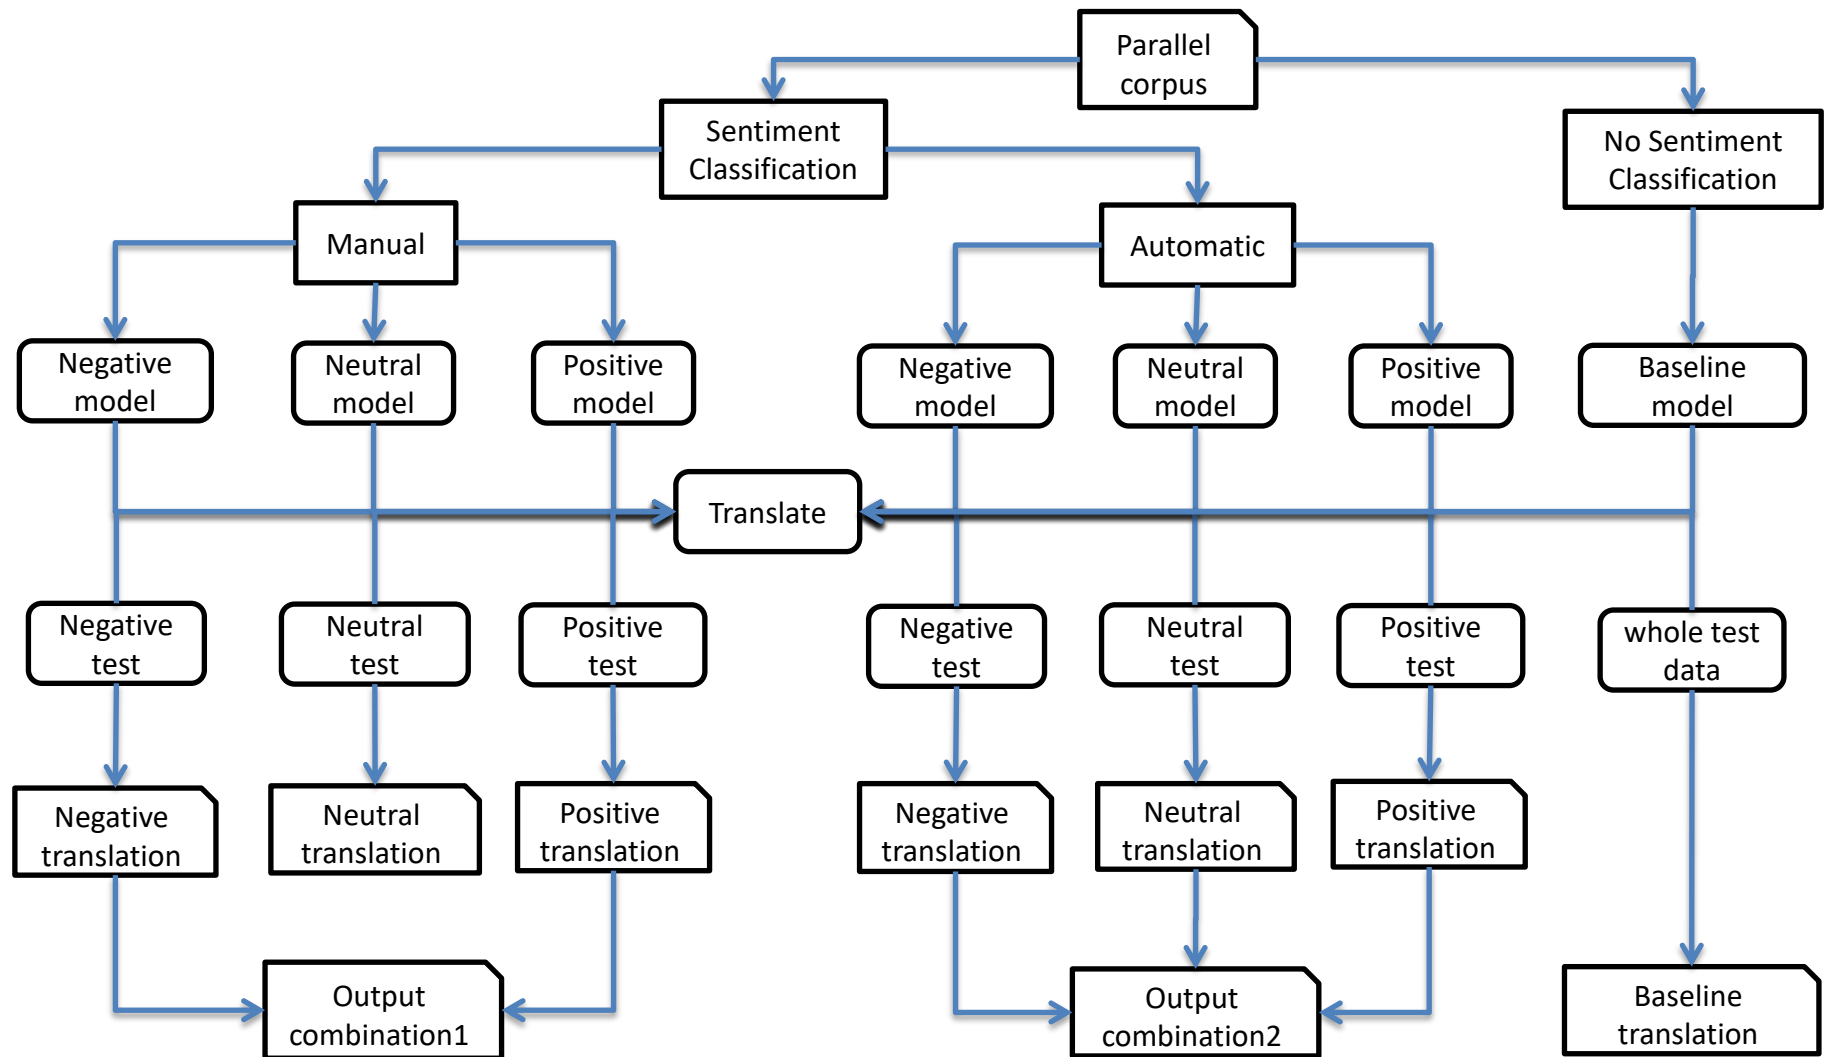 Parallel
corpus
Sentiment
Classification
No Sentiment
Classification
Manual
Automatic
Negative
model
Neutral
model
Positive
model
Negative
model
Neutral
model
Positive
model
Baseline
model
Translate
Negative
test
Neutral
test
Positive
test
Negative
test
Neutral
test
Positive
test
whole test
data
Negative
translation
Neutral
translation
Positive
translation
Negative
translation
Neutral
translation
Positive
translation
Output
combination1
Output
combination2
Baseline
translation